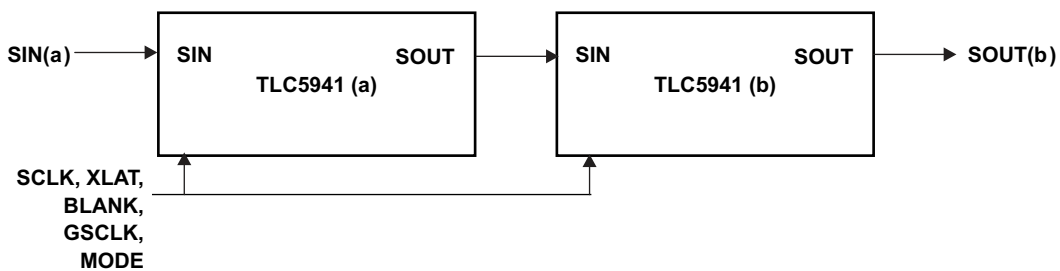 SIN(a)
SIN
SOUT
TLC5941 (a)
SIN
SOUT
TLC5941 (b)
SOUT(b)
SCLK, XLAT,
BLANK,
GSCLK,
MODE